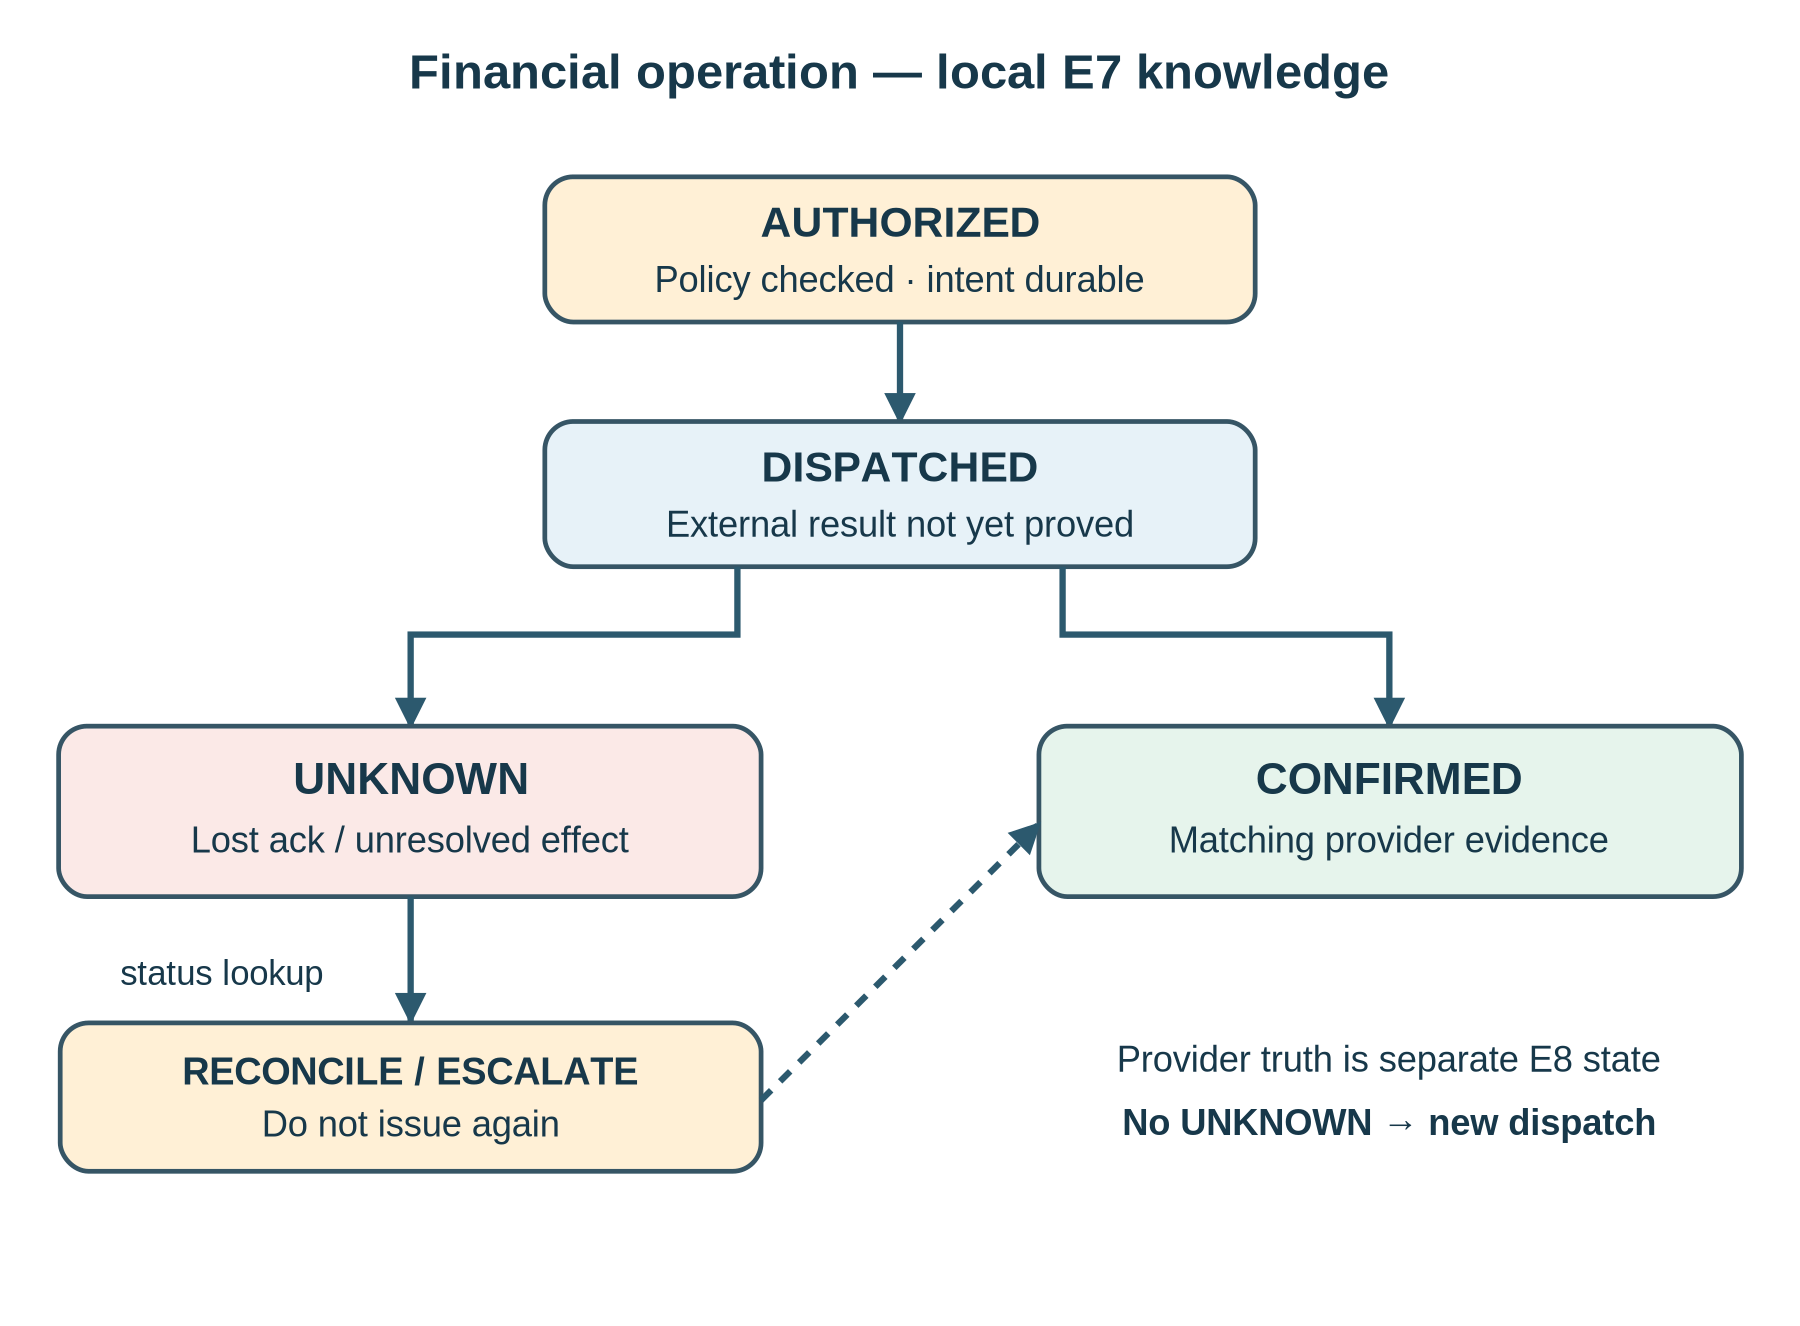 Financial operation — local E7 knowledge
AUTHORIZED
Policy checked · intent durable
DISPATCHED
External result not yet proved
UNKNOWN
Lost ack / unresolved effect
CONFIRMED
Matching provider evidence
status lookup
RECONCILE / ESCALATE
Do not issue again
Provider truth is separate E8 state
No UNKNOWN → new dispatch